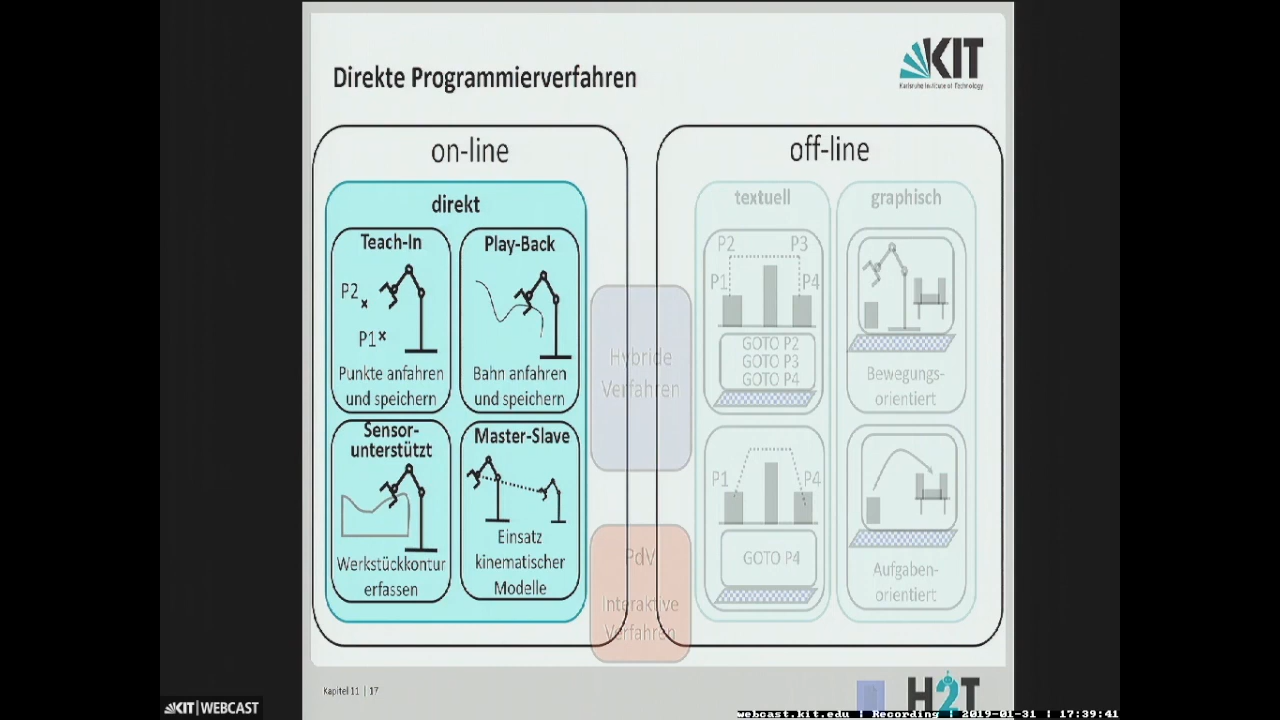 Direkte Programmierverfahren
KIT
Karlsruhe Institute of Technology
on-line
off-line
direkt
textuell
graphisch
Teach-In
P2
P1
Punkte anfahren
und speichern
Play-Back
Bahn anfahren
und speichern
Sensor-
unterstützt
Werkstückkontur
erfassen
Master-Slave
Einsatz
kinematischer
Modelle
Hybride
Verfahren
PdV
Interaktive
Verfahren
P2
P3
P1
P4
GOTO P2
GOTO P3
GOTO P4
P1
P4
GOTO P4
Bewegungs-
orientiert
Aufgaben-
orientiert
Kapitel 11 | 17
H2T
KIT | WEBCAST
webcast.kit.edu | Recording | 2019-01-31 | 17:39:41